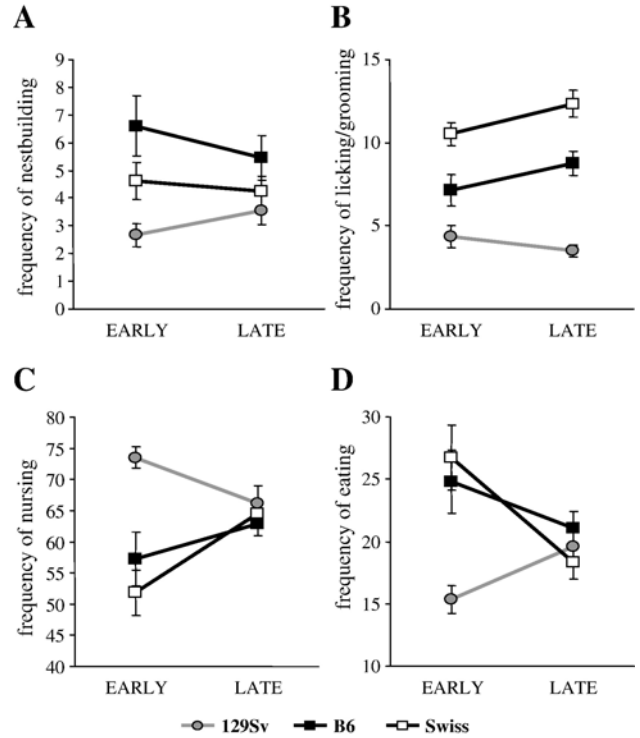 A
frequency of nestbuilding
9
8
7
6
5
4
3
2
1
0
EARLY LATE
B
frequency of licking/grooming
15
10
5
0
EARLY LATE
C
frequency of nursing
80
75
70
65
60
55
50
45
40
EARLY LATE
D
frequency of eating
30
25
20
15
10
EARLY LATE
129Sv B6 Swiss